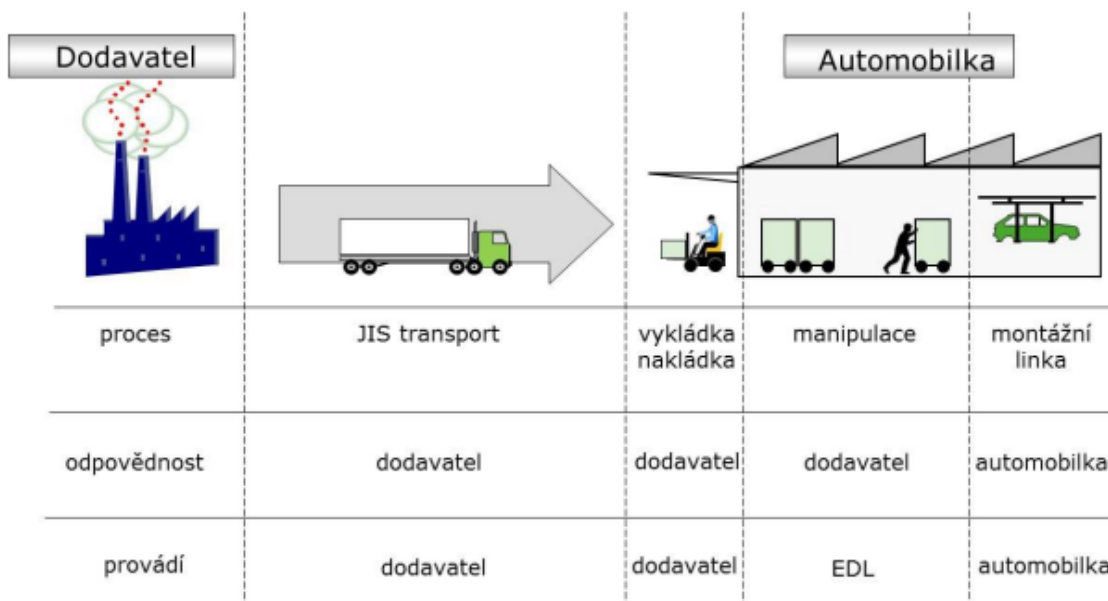 Dodavatel
Automobilka
proces JIS transport vykládka manipulace montážní
nakládka linka
odpovědnost dodavatel dodavatel dodavatel automobilka
provádí dodavatel dodavatel EDL automobilka